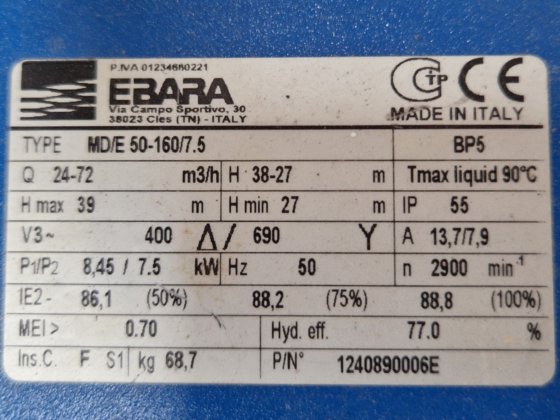 P.IVA 01234660221
EBARA
Via Campo Sportivo, 30
38023 Cles (TN) - ITALY
C TP CE
MADE IN ITALY
TYPE MD/E 50-160/7.5 BP5
Q 24-72 m3/h H 38-27 m Tmax liquid 90°C
H max 39 m H min 27 m IP 55
V3~ 400 Δ/ 690 Y A 13,7/7,9
P1/P2 8,45 / 7.5 kW Hz 50 n 2900 min⁻¹
IE2- 86,1 (50%) 88,2 (75%) 88.8 (100%)
MEI > 0.70 Hyd. eff. 77.0 %
Ins.C. F S1 kg 68,7 P/N° 1240890006E